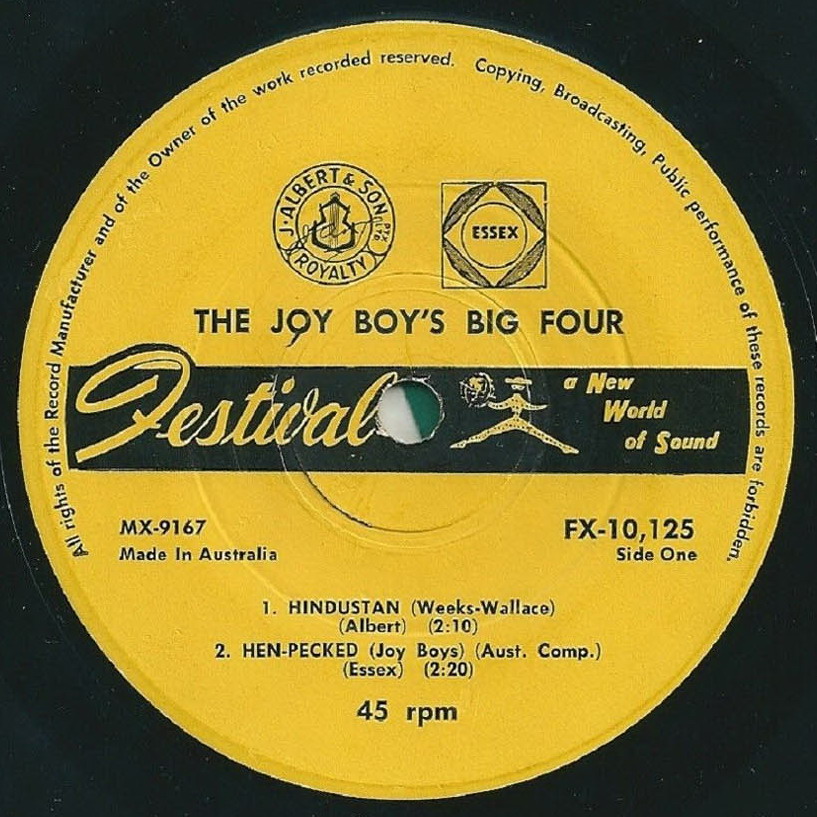 All rights of the Record Manufacturer and of the Owner of the work recorded reserved. Copying, Broadcasting, Public performance of these records are forbidden.
J. ALBERT & SON PTY LTD
ROYALTY
ESSEX
THE JOY BOY'S BIG FOUR
Festival
a New
World
of Sound
MX-9167
FX-10,125
Made In Australia
Side One
1. HINDUSTAN (Weeks-Wallace)
(Albert) (2:10)
2. HEN-PECKED (Joy Boys) (Aust. Comp.)
(Essex) (2:20)
45 rpm